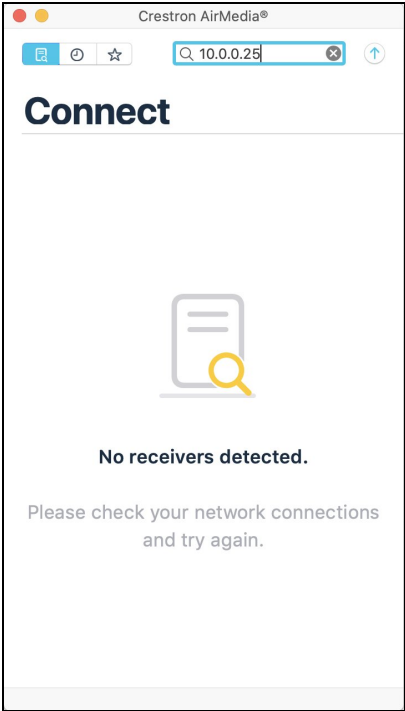 Crestron AirMedia®
10.0.0.25
Connect
No receivers detected.
Please check your network connections
and try again.